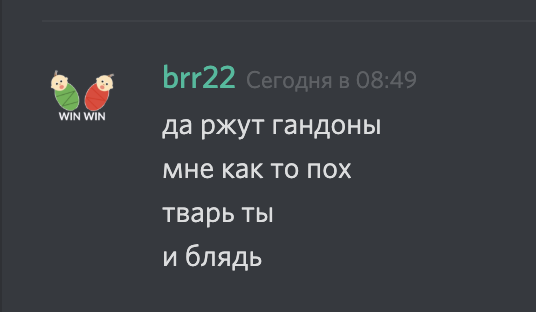 brr22 Сегодня в 08:49
WIN WIN
да ржут гандоны
мне как то пох
тварь ты
и блядь